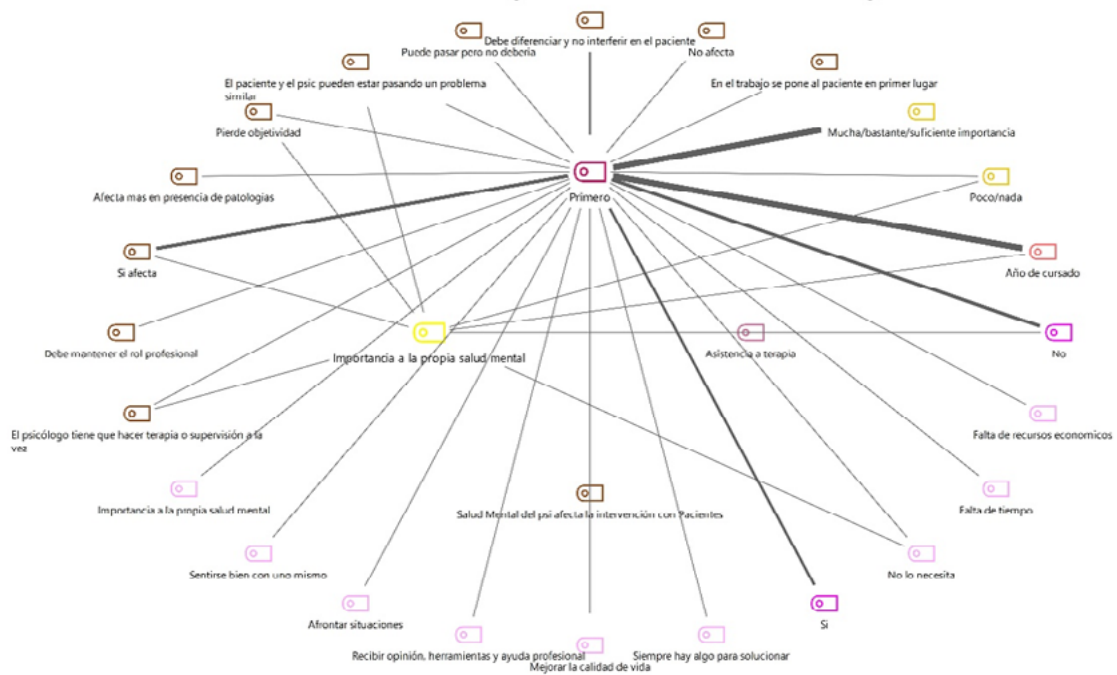 Debe diferenciar y no interferir en el paciente
Puede pasar pero no debería
No afecta
El paciente y el psic pueden estar pasando un problema
similar
En el trabajo se pone al paciente en primer lugar
Pierde objetividad
Mucha/bastante/suficiente importancia
Afecta mas en presencia de patologías
Primero
Poco/nada
Si afecta
Año de cursado
Debe mantener el rol profesional
Importancia a la propia salud mental
Asistencia a terapia
No
El psicólogo tiene que hacer terapia o supervisión a la
vez
Falta de recursos economicos
Importancia a la propia salud mental
Salud Mental del psi afecta la intervención con Pacientes
Falta de tiempo
Sentirse bien con uno mismo
No lo necesita
Afrontar situaciones
Si
Recibir opinión, herramientas y ayuda profesional
Siempre hay algo para solucionar
Mejorar la calidad de vida